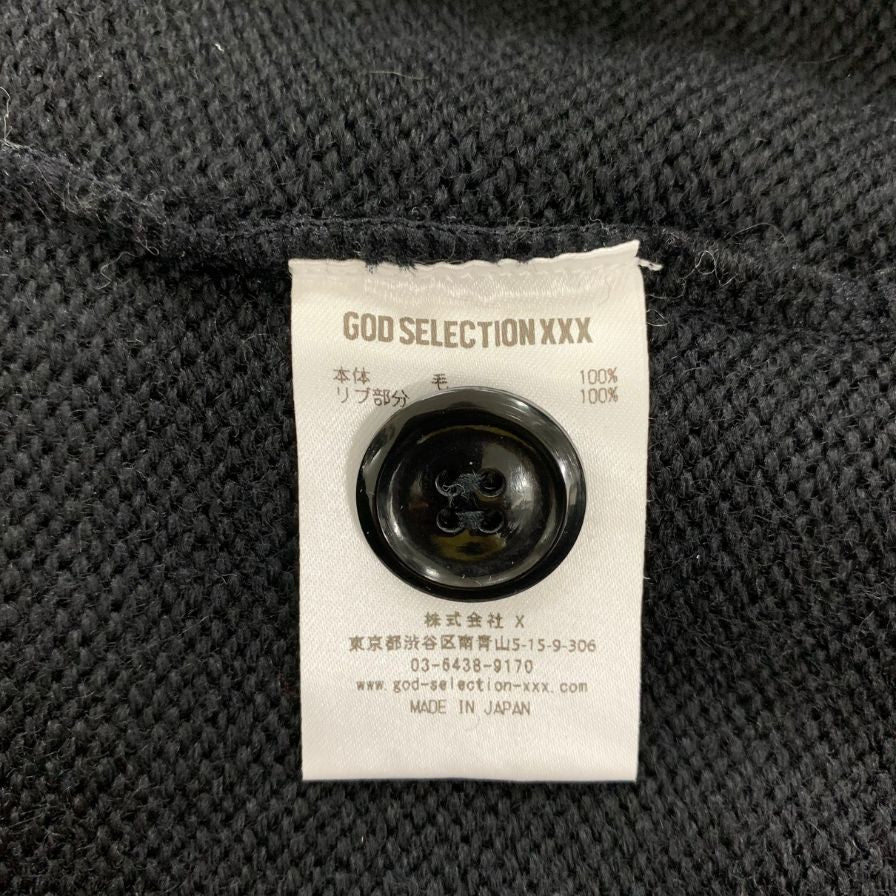 GOD SELECTION XXX
本体 毛 100%
リブ部分 100%
株式会社 X
東京都渋谷区南青山5-15-9-306
03-6438-9170
www.god-selection-xxx.com
MADE IN JAPAN